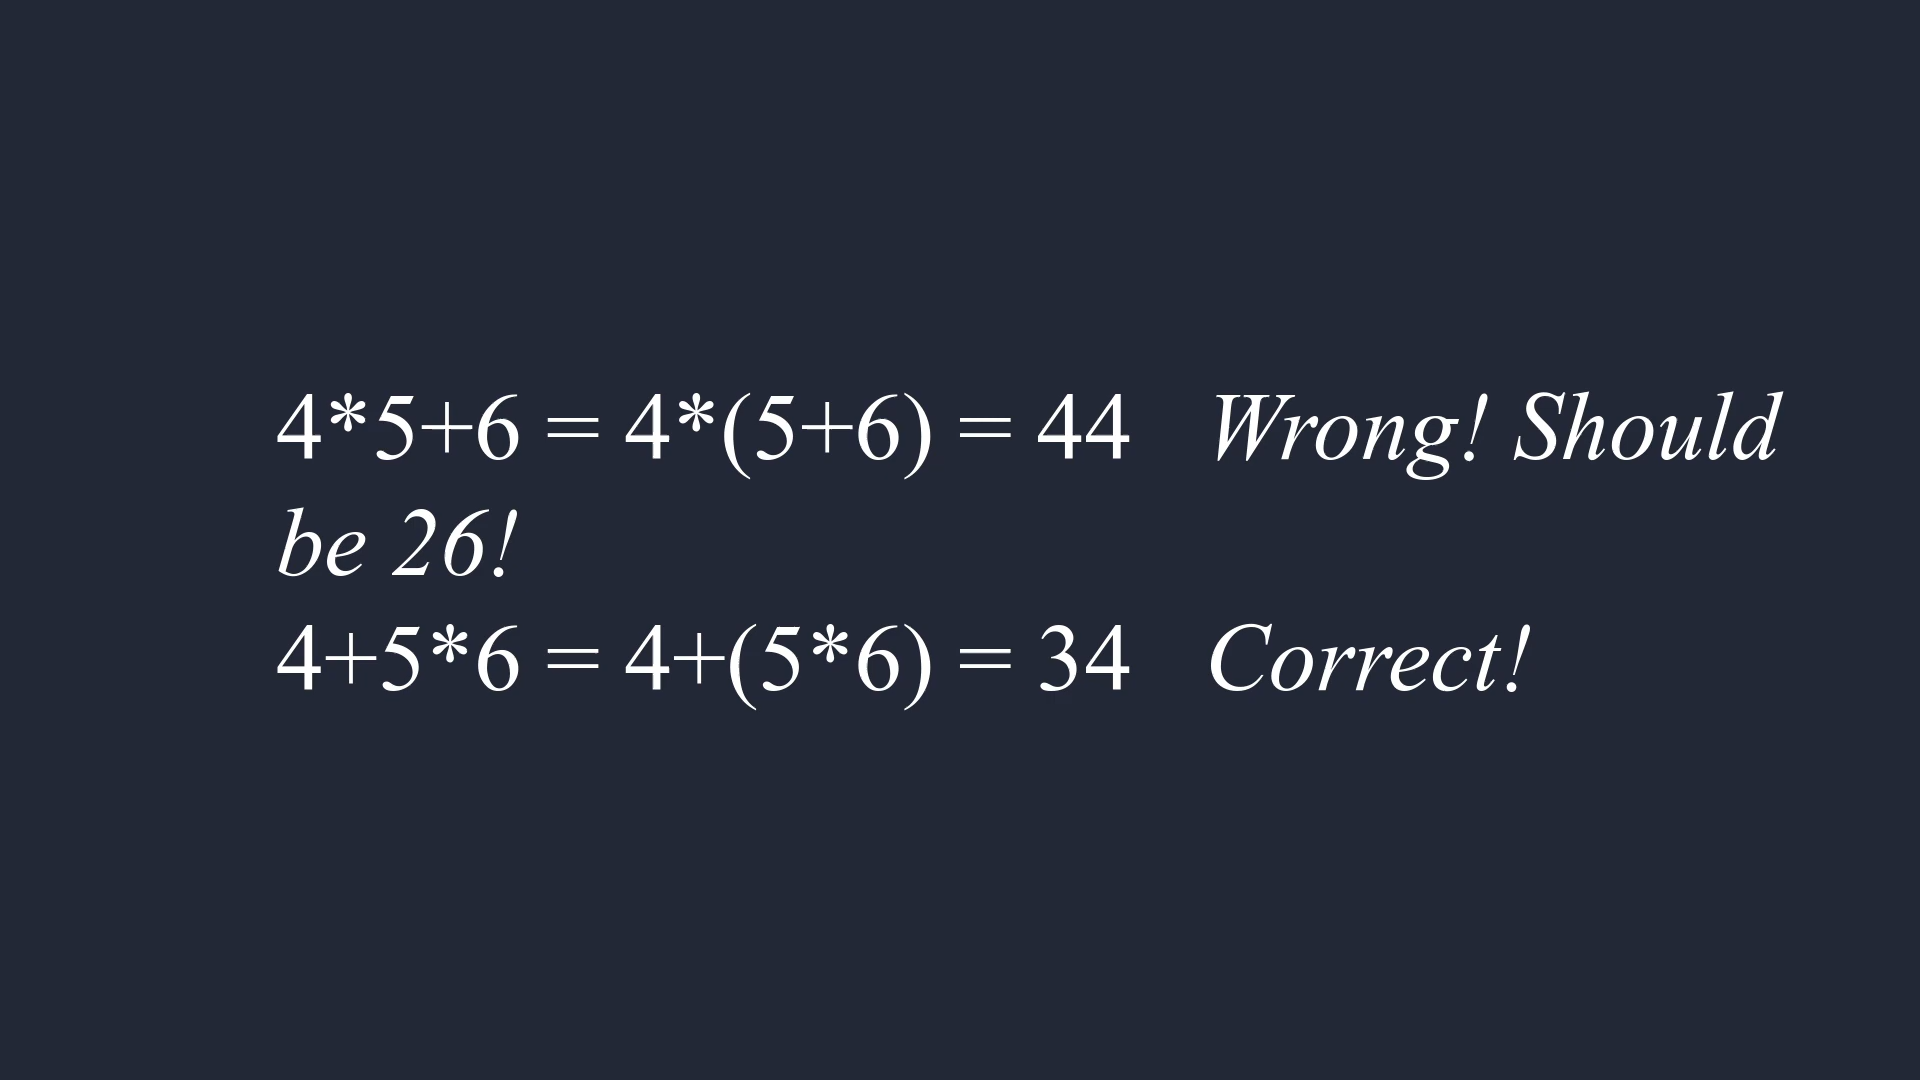 4*5+6 = 4*(5+6) = 44 Wrong! Should
be 26!
4+5*6 = 4+(5*6) = 34 Correct!